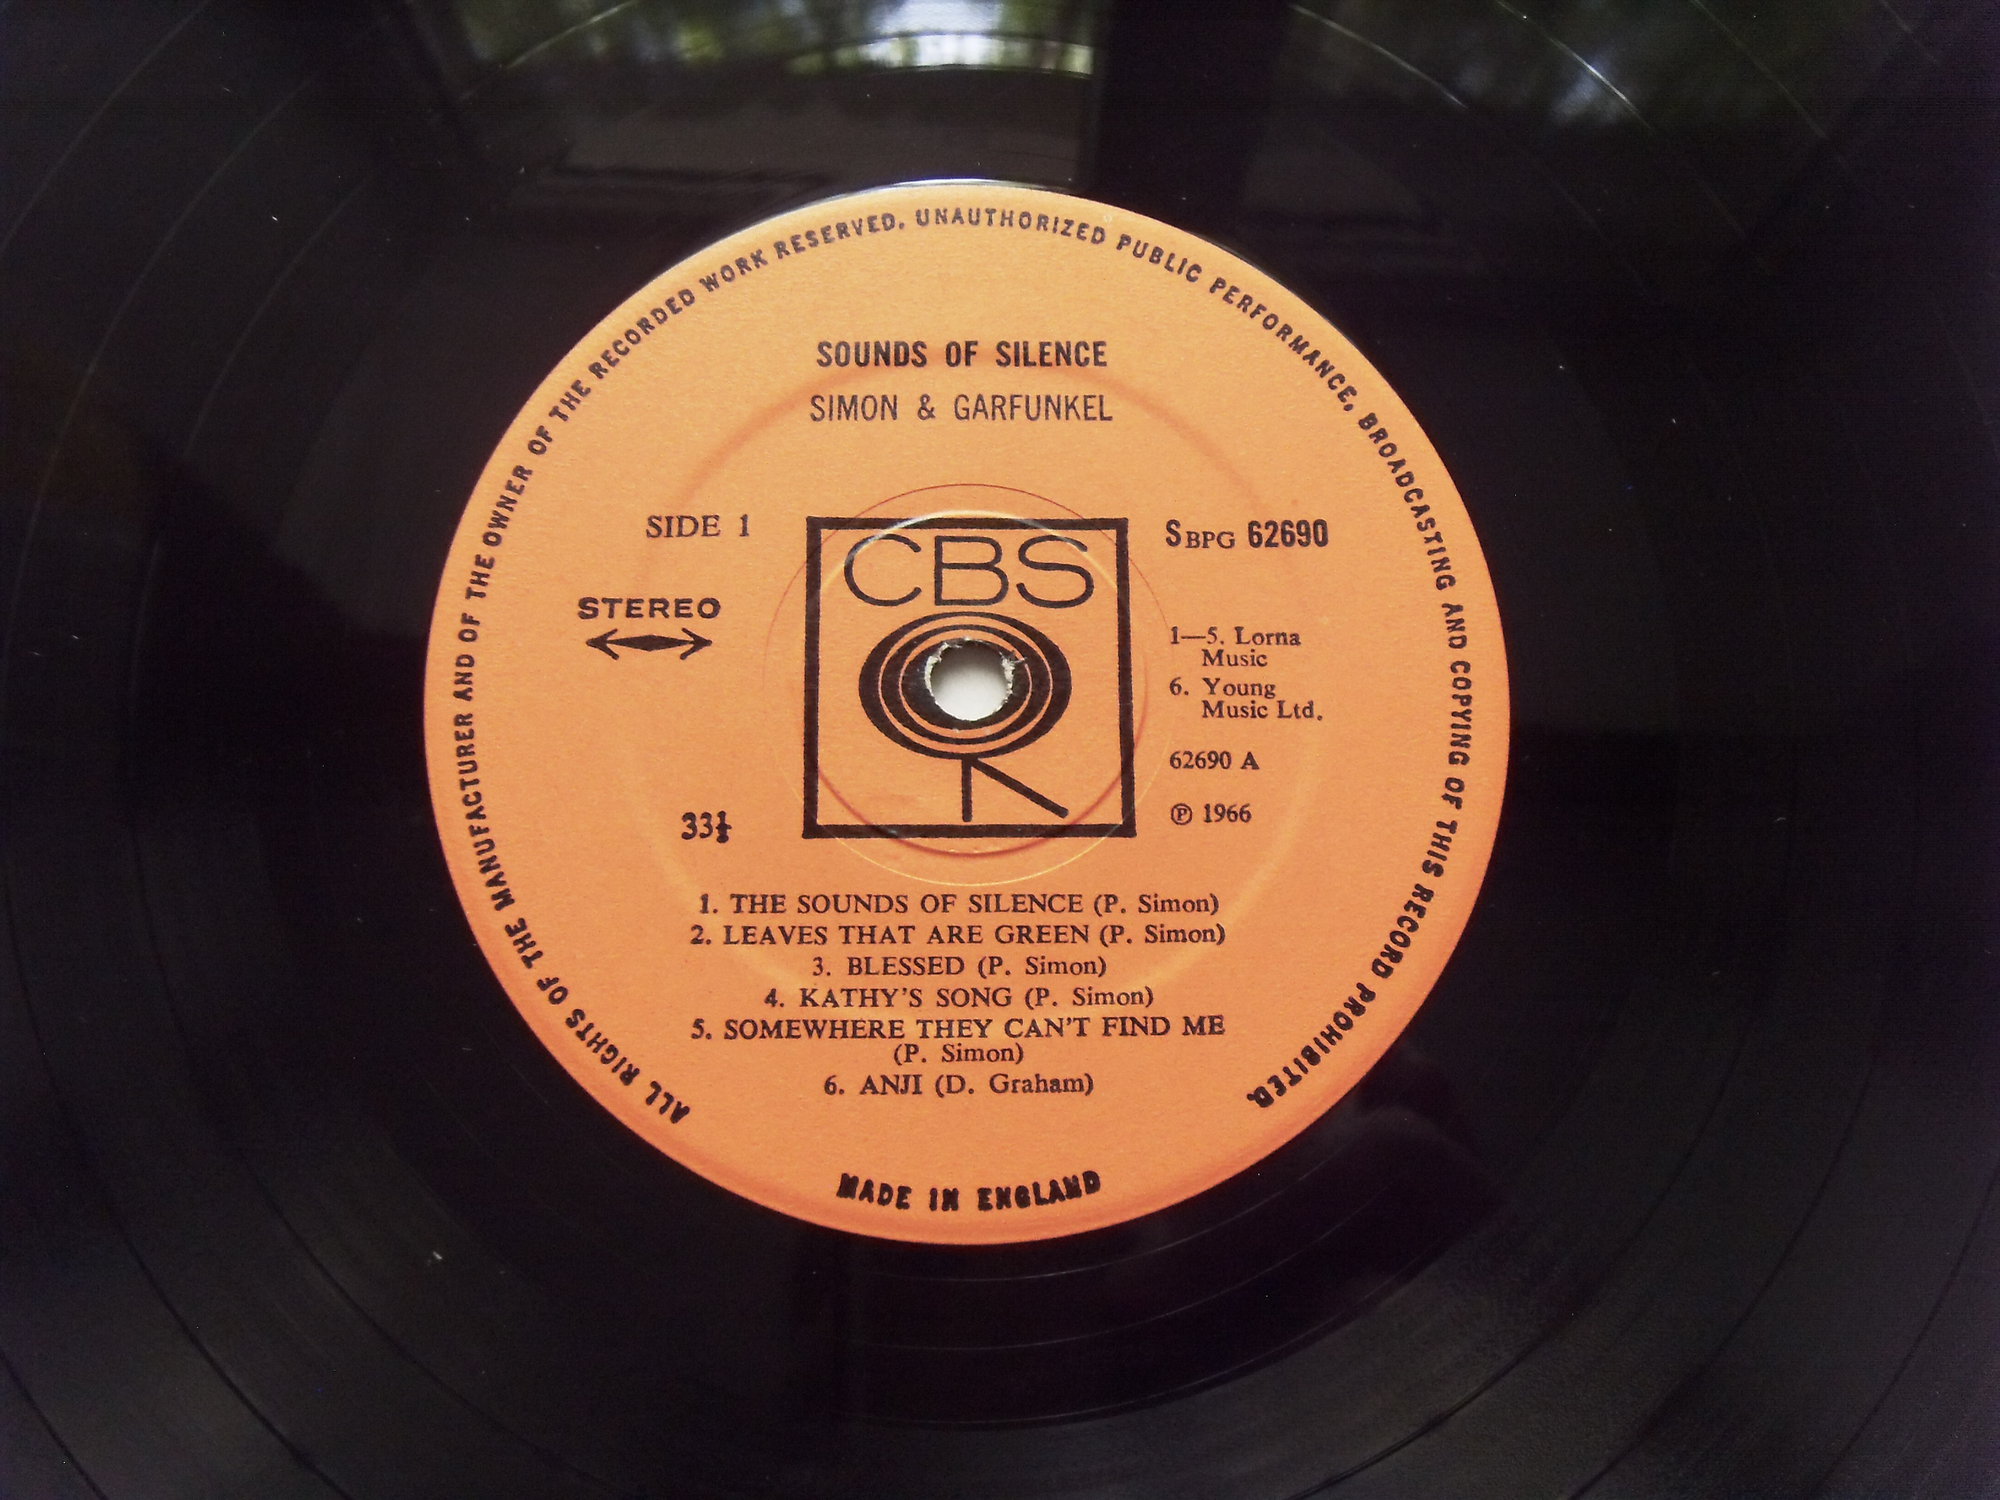 ALL RIGHTS OF THE MANUFACTURER AND OF THE OWNER OF THE RECORDED WORK RESERVED. UNAUTHORIZED PUBLIC PERFORMANCE, BROADCASTING AND COPYING OF THIS RECORD PROHIBITED.
SOUNDS OF SILENCE
SIMON & GARFUNKEL
SIDE 1
STEREO
33⅓
CBS
SBPG 62690
1—5. Lorna
Music
6. Young
Music Ltd.
62690 A
℗ 1966
1. THE SOUNDS OF SILENCE (P. Simon)
2. LEAVES THAT ARE GREEN (P. Simon)
3. BLESSED (P. Simon)
4. KATHY'S SONG (P. Simon)
5. SOMEWHERE THEY CAN'T FIND ME
(P. Simon)
6. ANJI (D. Graham)
MADE IN ENGLAND